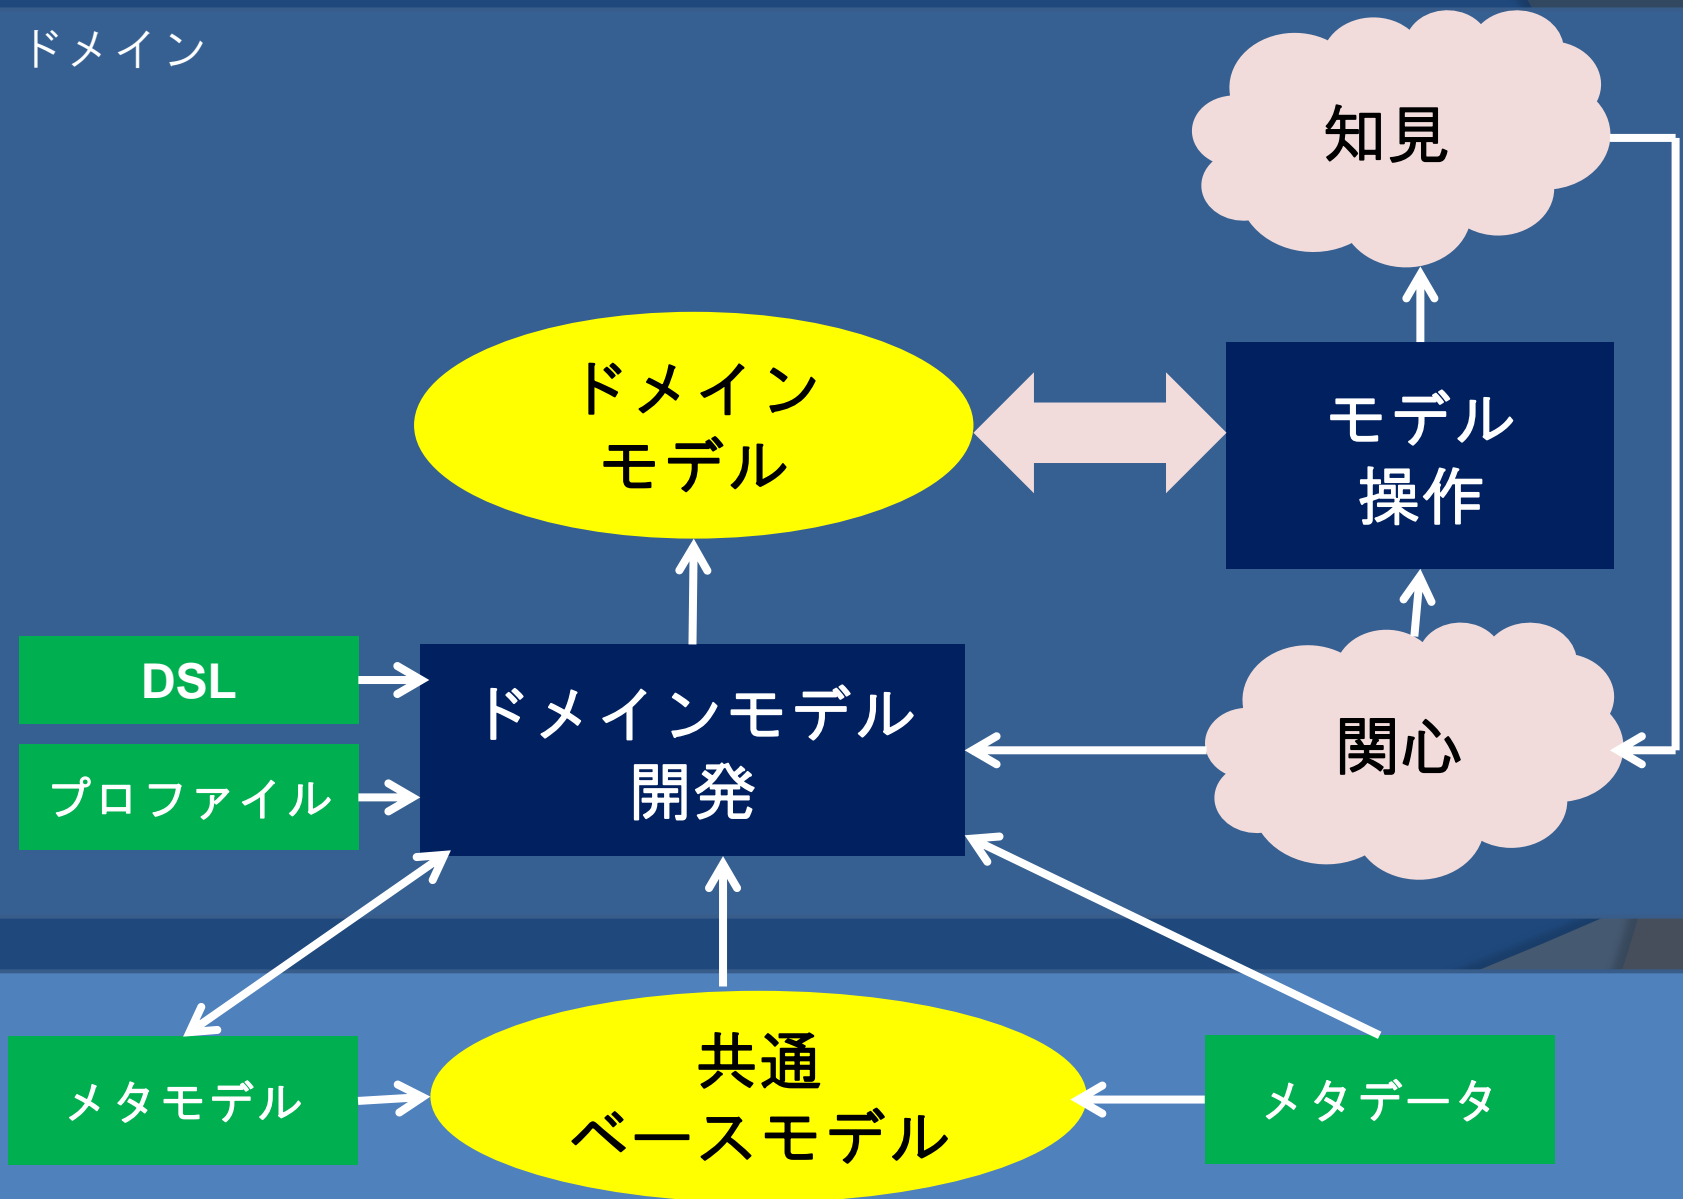 ドメイン
知見
ドメイン
モデル
モデル
操作
DSL
ドメインモデル
開発
プロファイル
関心
メタモデル
共通
ベースモデル
メタデータ